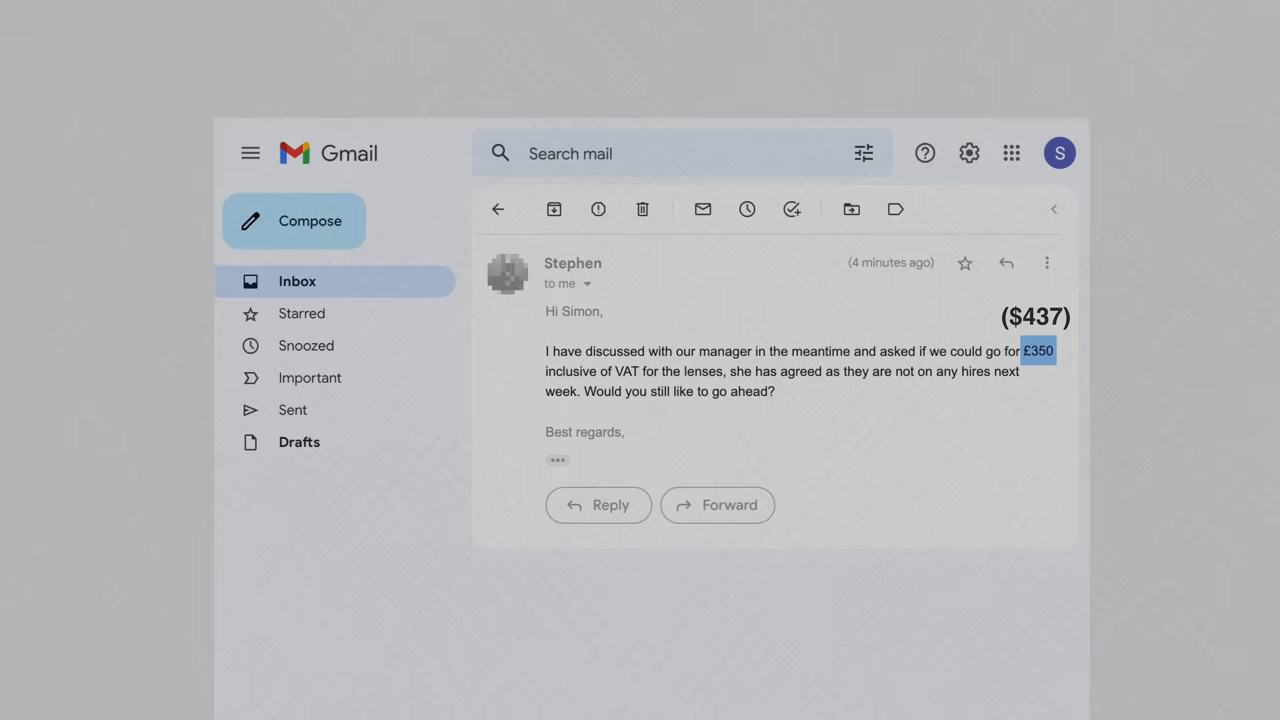 Gmail
Search mail
S
Compose
Inbox
Starred
Snoozed
Important
Sent
Drafts
Stephen
(4 minutes ago)
to me
Hi Simon,
($437)
I have discussed with our manager in the meantime and asked if we could go for £350
inclusive of VAT for the lenses, she has agreed as they are not on any hires next
week. Would you still like to go ahead?
Best regards,
Reply
Forward